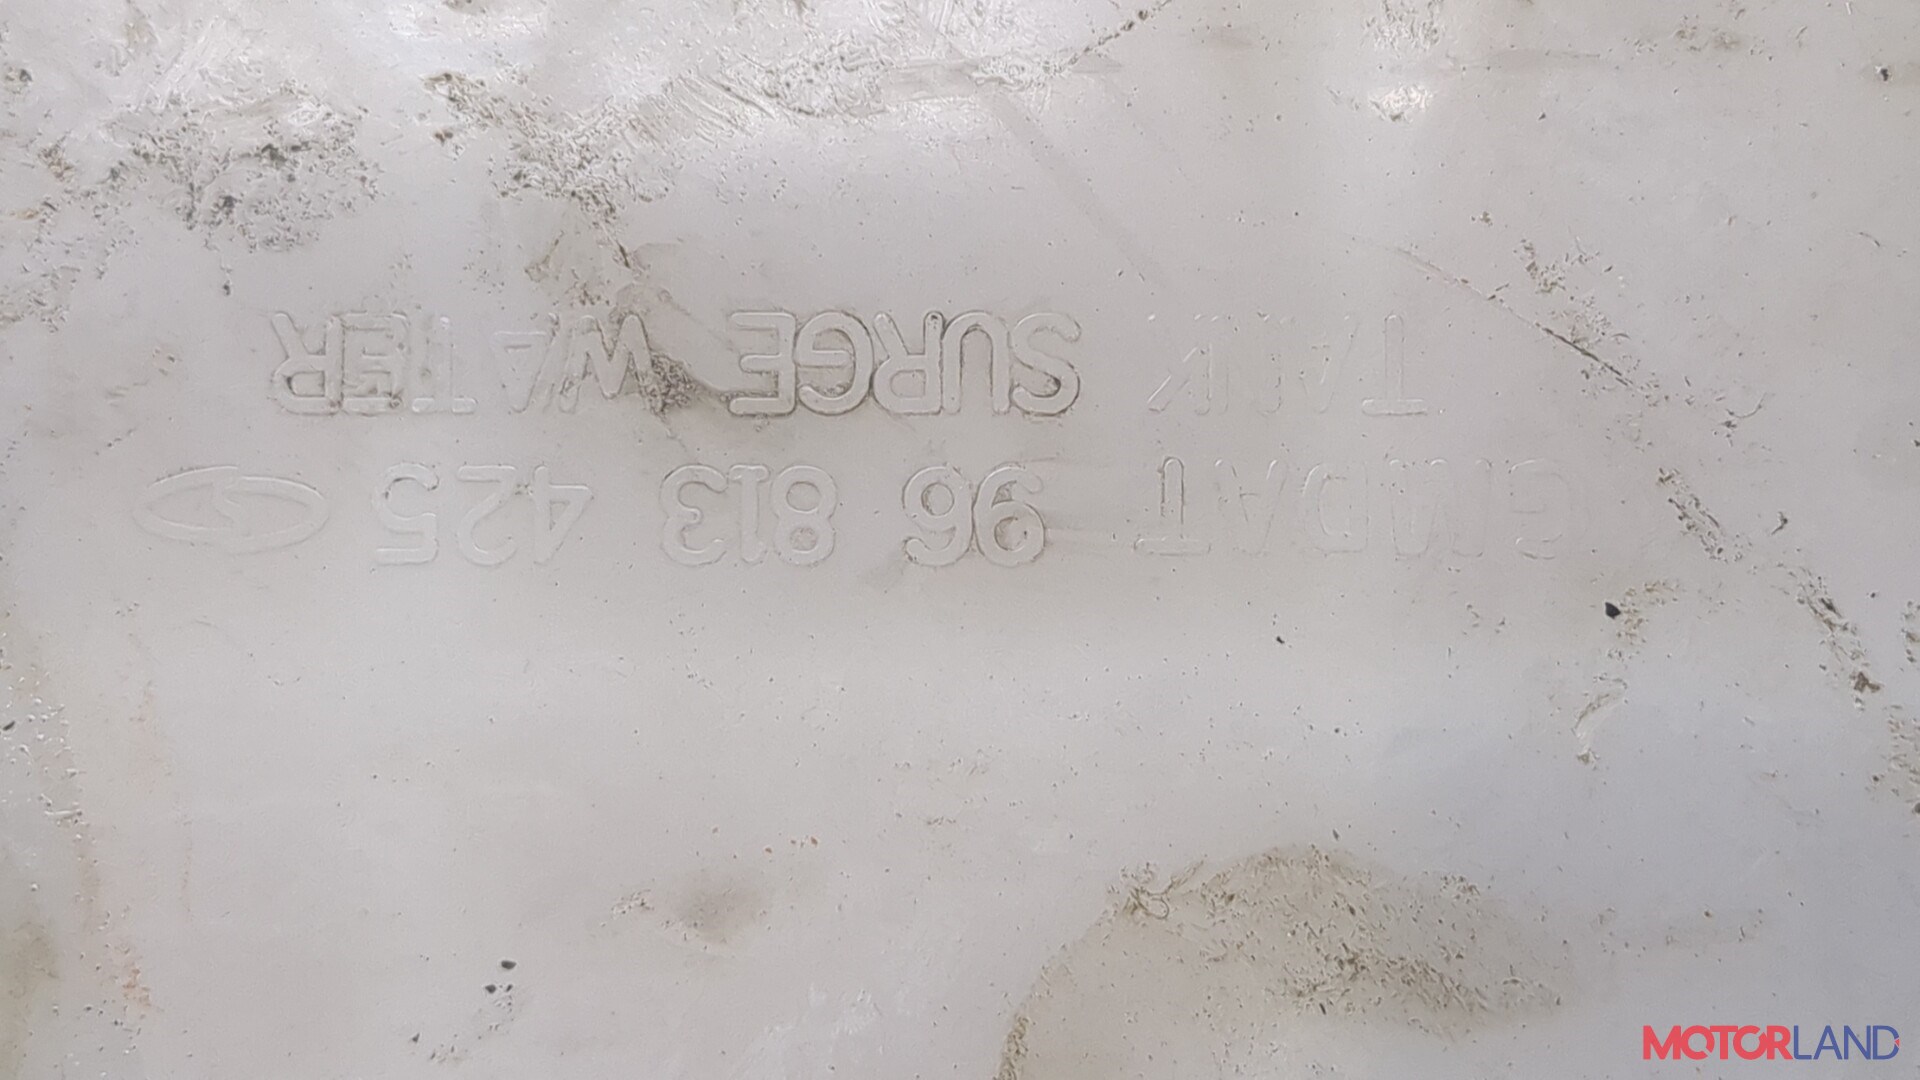 GMDAT 96 813 425
TANK SURGE WATER
MOTORLAND